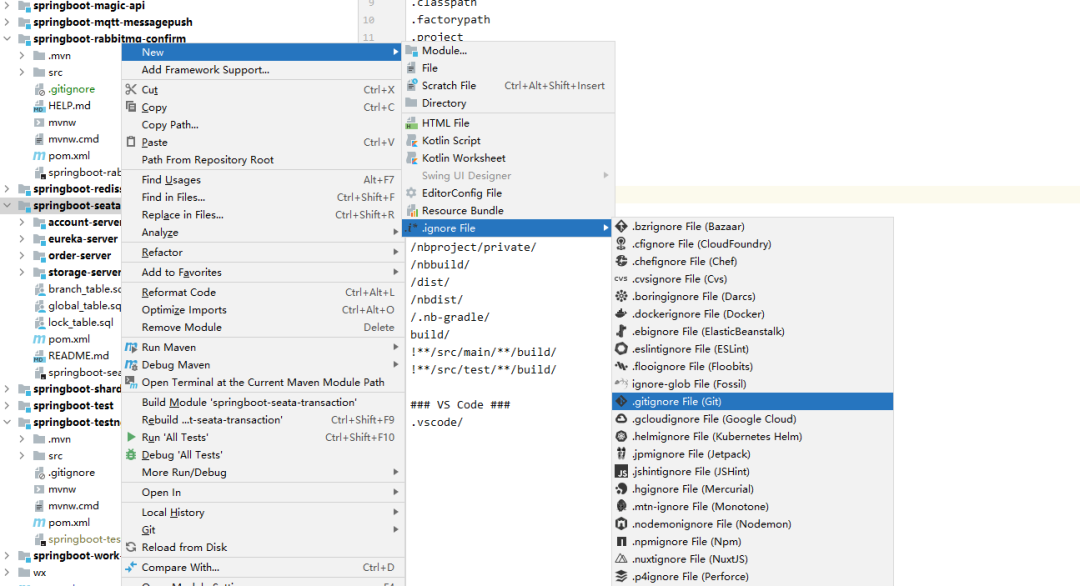 springboot-magic-api
springboot-mqtt-messagepush
springboot-rabbitmq-confirm
.mvn
src
.gitignore
HELP.md
mvnw
mvnw.cmd
pom.xml
springboot-rab
springboot-redis
springboot-seata
account-server
eureka-server
order-server
storage-server
branch_table.sq
global_table.sq
lock_table.sql
pom.xml
README.md
springboot-sea
springboot-shard
springboot-test
springboot-testn
.mvn
src
.gitignore
mvnw
mvnw.cmd
pom.xml
springboot-tes
springboot-work
wx
New
Add Framework Support...
Cut Ctrl+X
Copy Ctrl+C
Copy Path...
Paste Ctrl+V
Path From Repository Root
Find Usages Alt+F7
Find in Files... Ctrl+Shift+F
Replace in Files... Ctrl+Shift+R
Analyze
Refactor
Add to Favorites
Reformat Code Ctrl+Alt+L
Optimize Imports Ctrl+Alt+O
Remove Module Delete
Run Maven
Debug Maven
Open Terminal at the Current Maven Module Path
Build Module 'springboot-seata-transaction'
Rebuild ...t-seata-transaction' Ctrl+Shift+F9
Run 'All Tests' Ctrl+Shift+F10
Debug 'All Tests'
More Run/Debug
Open In
Local History
Git
Reload from Disk
Compare With... Ctrl+D
9 .classpath
10 .factorypath
11 .project
Module...
File
Scratch File Ctrl+Alt+Shift+Insert
Directory
HTML File
Kotlin Script
Kotlin Worksheet
Swing UI Designer
EditorConfig File
Resource Bundle
.ignore File
/nbproject/private/
/nbbuild/
/dist/
/nbdist/
/.nb-gradle/
build/
!**/src/main/**/build/
!**/src/test/**/build/
### VS Code ###
.vscode/
.bzrignore File (Bazaar)
.cfignore File (CloudFoundry)
.chefignore File (Chef)
cvs .cvsignore File (Cvs)
.boringignore File (Darcs)
.dockerignore File (Docker)
.ebignore File (ElasticBeanstalk)
.eslintignore File (ESLint)
.flooignore File (Floobits)
ignore-glob File (Fossil)
.gitignore File (Git)
.gcloudignore File (Google Cloud)
.helmignore File (Kubernetes Helm)
.jpmignore File (Jetpack)
JS .jshintignore File (JSHint)
.hgignore File (Mercurial)
.mtn-ignore File (Monotone)
.nodemonignore File (Nodemon)
.npmignore File (Npm)
.nuxtignore File (NuxtJS)
.p4ignore File (Perforce)